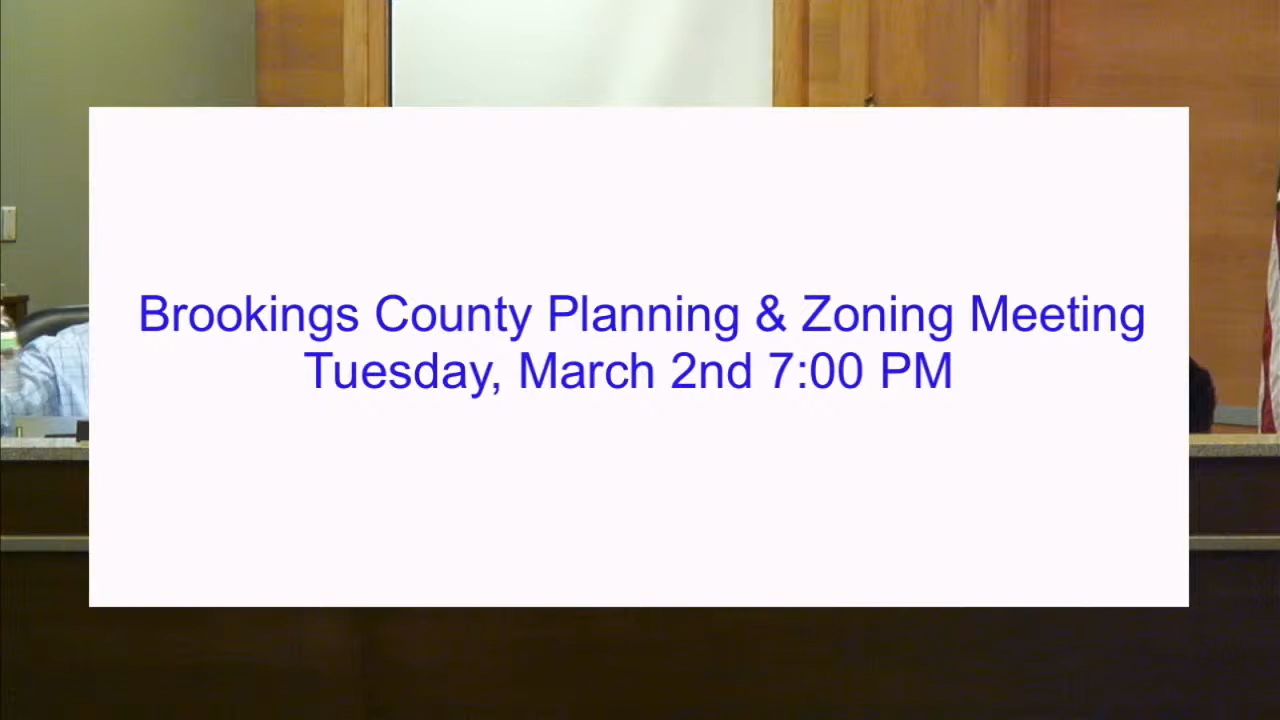 Brookings County Planning & Zoning Meeting
Tuesday, March 2nd 7:00 PM